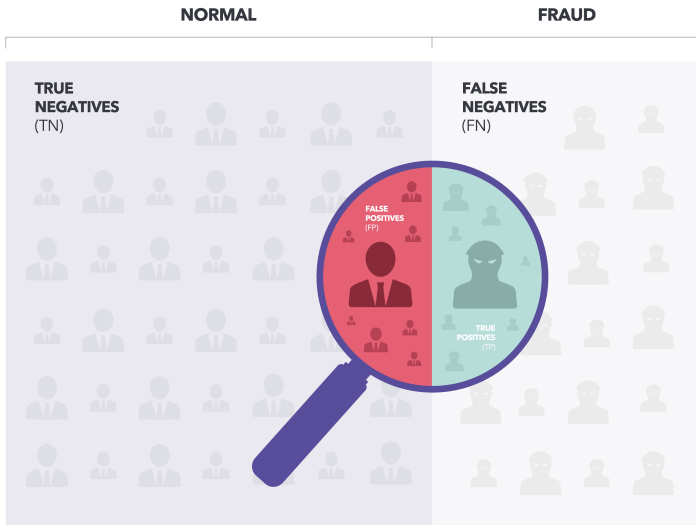 NORMAL
FRAUD
TRUE
NEGATIVES
(TN)
FALSE
NEGATIVES
(FN)
FALSE
POSITIVES
(FP)
TRUE
POSITIVES
(TP)